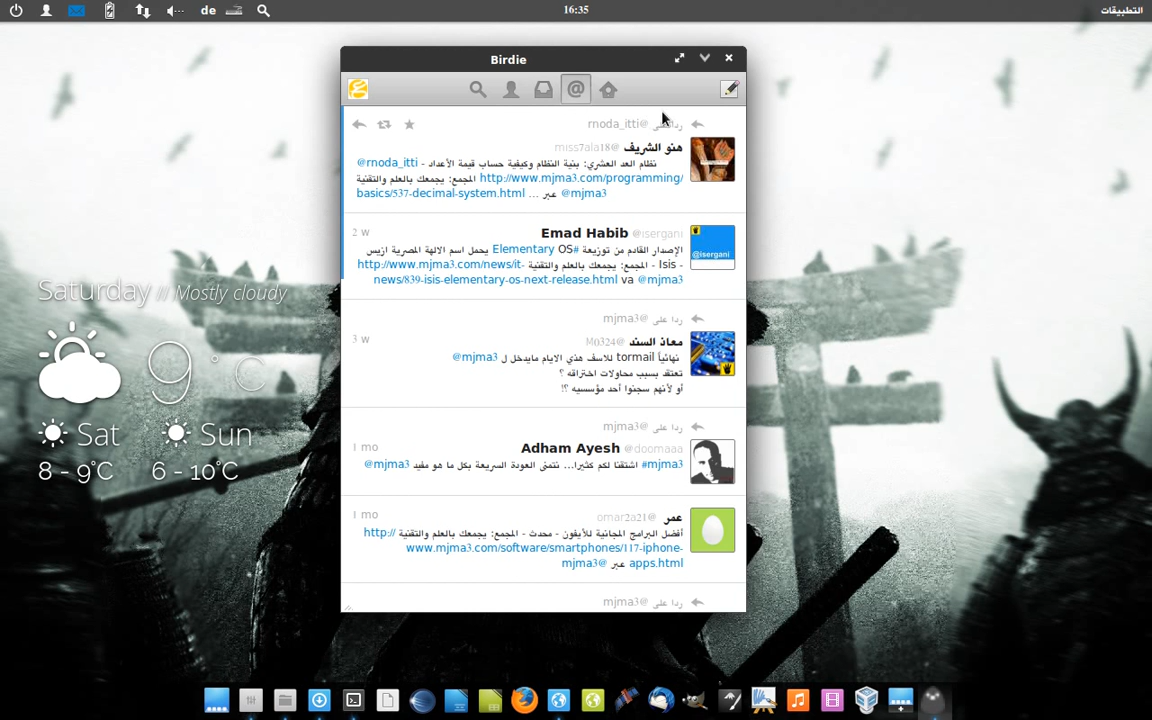 de
16:35
التطبيقات
Birdie
ردا على @rnoda_itti
هنو الشريف @miss7ala18
@rnoda_itti - نظام العد العشري: بنية النظام وكيفية حساب قيمة الأعداد
المجمع: يجمعك بالعلم والتقنية http://www.mjma3.com/programming/
basics/537-decimal-system.html ... عبر @mjma3
2 w
Emad Habib @isergani
الإصدار القادم من توزيعة #Elementary OS يحمل اسم الالهة المصرية ازيس
- Isis - المجمع: يجمعك بالعلم والتقنية http://www.mjma3.com/news/it-
news/839-isis-elementary-os-next-release.html va @mjma3
ردا على @mjma3
3 w
معاذ السند @M0324
@mjma3 نهائياً tormail للاسف هذي الايام مايدخل ل
تعتقد بسبب محاولات اختراقه ؟
أو لأنهم سجنوا أحد مؤسسيه ؟!
ردا على @mjma3
1 mo
Adham Ayesh @doomaaa
#mjma3 اشتقنا لكم كثيرا... نتمنى العودة السريعة بكل ما هو مفيد @mjma3
1 mo
عمر @omar2a21
أفضل البرامج المجانية للأيفون - محدث - المجمع: يجمعك بالعلم والتقنية http://
www.mjma3.com/software/smartphones/117-iphone-
apps.html عبر @mjma3
ردا على @mjma3
@isergani
Saturday // Mostly cloudy
9 ° C
Sat
Sun
8 - 9°C
6 - 10°C